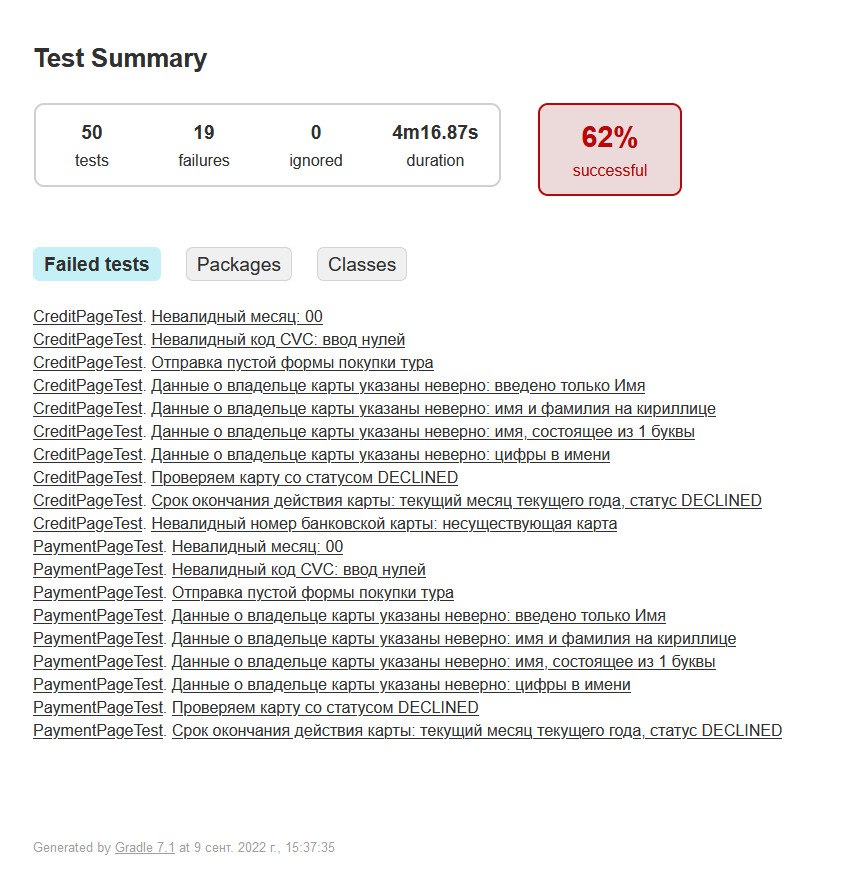 Test Summary
50 19 0 4m16.87s
tests failures ignored duration
62%
successful
Failed tests Packages Classes
CreditPageTest. Невалидный месяц: 00
CreditPageTest. Невалидный код CVC: ввод нулей
CreditPageTest. Отправка пустой формы покупки тура
CreditPageTest. Данные о владельце карты указаны неверно: введено только Имя
CreditPageTest. Данные о владельце карты указаны неверно: имя и фамилия на кириллице
CreditPageTest. Данные о владельце карты указаны неверно: имя, состоящее из 1 буквы
CreditPageTest. Данные о владельце карты указаны неверно: цифры в имени
CreditPageTest. Проверяем карту со статусом DECLINED
CreditPageTest. Срок окончания действия карты: текущий месяц текущего года, статус DECLINED
CreditPageTest. Невалидный номер банковской карты: несуществующая карта
PaymentPageTest. Невалидный месяц: 00
PaymentPageTest. Невалидный код CVC: ввод нулей
PaymentPageTest. Отправка пустой формы покупки тура
PaymentPageTest. Данные о владельце карты указаны неверно: введено только Имя
PaymentPageTest. Данные о владельце карты указаны неверно: имя и фамилия на кириллице
PaymentPageTest. Данные о владельце карты указаны неверно: имя, состоящее из 1 буквы
PaymentPageTest. Данные о владельце карты указаны неверно: цифры в имени
PaymentPageTest. Проверяем карту со статусом DECLINED
PaymentPageTest. Срок окончания действия карты: текущий месяц текущего года, статус DECLINED
Generated by Gradle 7.1 at 9 сент. 2022 г., 15:37:35